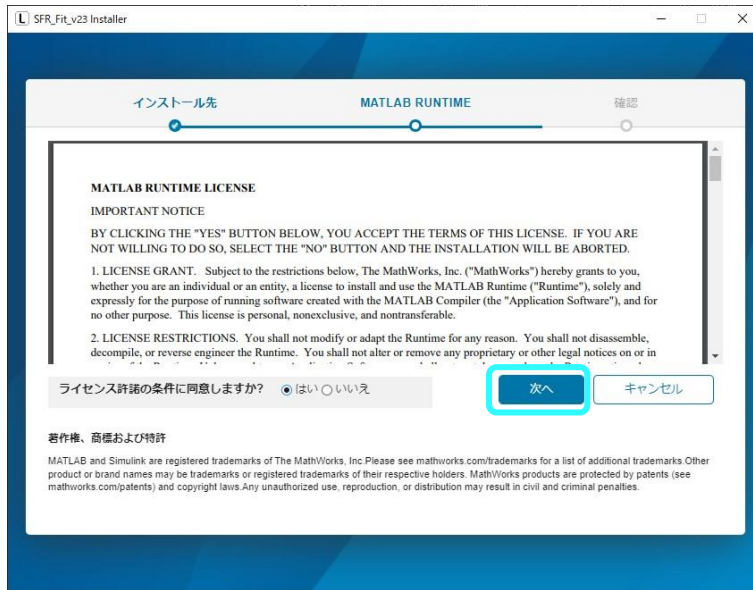 L SFR_Fit_v23 Installer
インストール先
MATLAB RUNTIME
確認
MATLAB RUNTIME LICENSE
IMPORTANT NOTICE
BY CLICKING THE "YES" BUTTON BELOW, YOU ACCEPT THE TERMS OF THIS LICENSE. IF YOU ARE
NOT WILLING TO DO SO, SELECT THE "NO" BUTTON AND THE INSTALLATION WILL BE ABORTED.
1. LICENSE GRANT. Subject to the restrictions below, The MathWorks, Inc. ("MathWorks") hereby grants to you,
whether you are an individual or an entity, a license to install and use the MATLAB Runtime ("Runtime"), solely and
expressly for the purpose of running software created with the MATLAB Compiler (the "Application Software"), and for
no other purpose. This license is personal, nonexclusive, and nontransferable.
2. LICENSE RESTRICTIONS. You shall not modify or adapt the Runtime for any reason. You shall not disassemble,
decompile, or reverse engineer the Runtime. You shall not alter or remove any proprietary or other legal notices on or in
ライセンス許諾の条件に同意しますか? はい いいえ
次へ
キャンセル
著作権、商標および特許
MATLAB and Simulink are registered trademarks of The MathWorks, Inc.Please see mathworks.com/trademarks for a list of additional trademarks.Other
product or brand names may be trademarks or registered trademarks of their respective holders. MathWorks products are protected by patents (see
mathworks.com/patents) and copyright laws.Any unauthorized use, reproduction, or distribution may result in civil and criminal penalties.